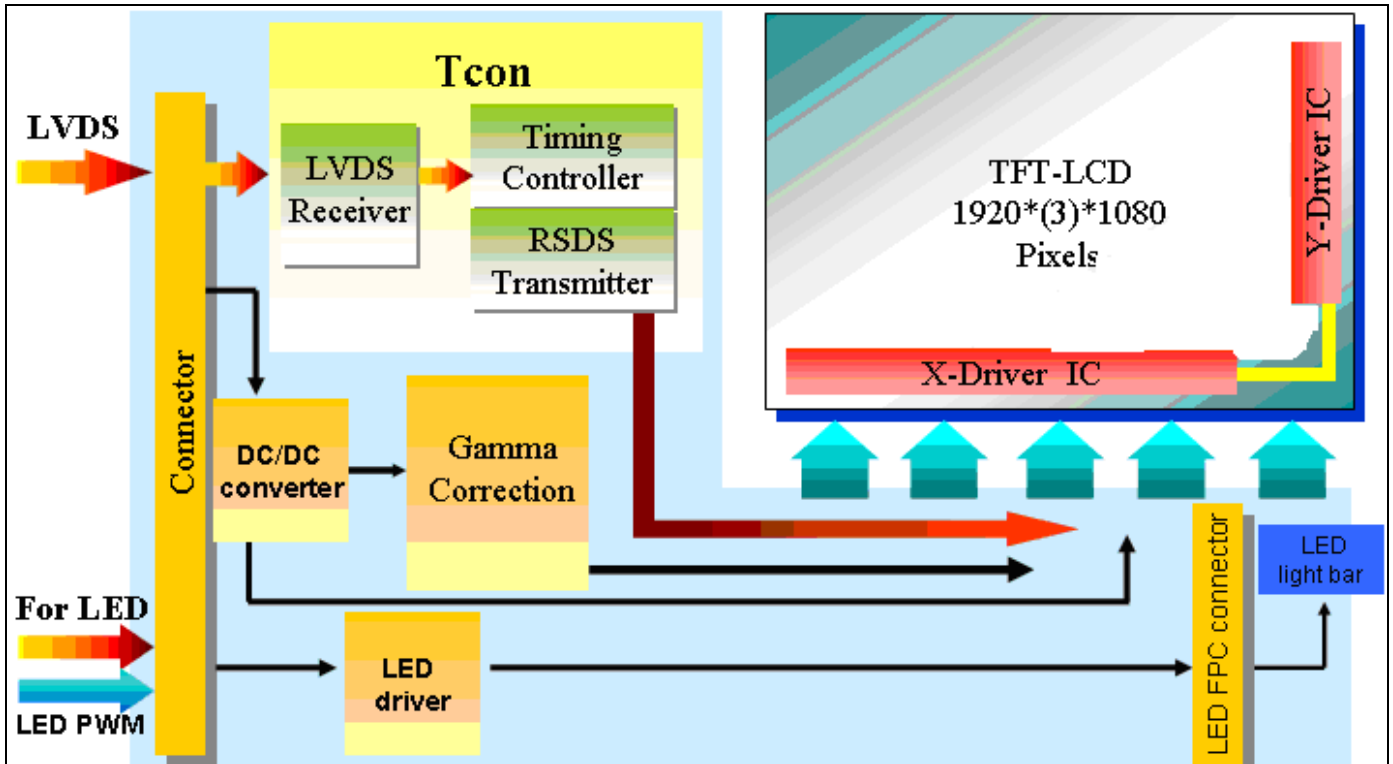 Tcon
LVDS
LVDS
Receiver
Timing
Controller
RSDS
Transmitter
TFT-LCD
1920*(3)*1080
Pixels
Y-Driver IC
X-Driver IC
Connector
DC/DC
converter
Gamma
Correction
For LED
LED PWM
LED
driver
LED FPC connector
LED
light bar